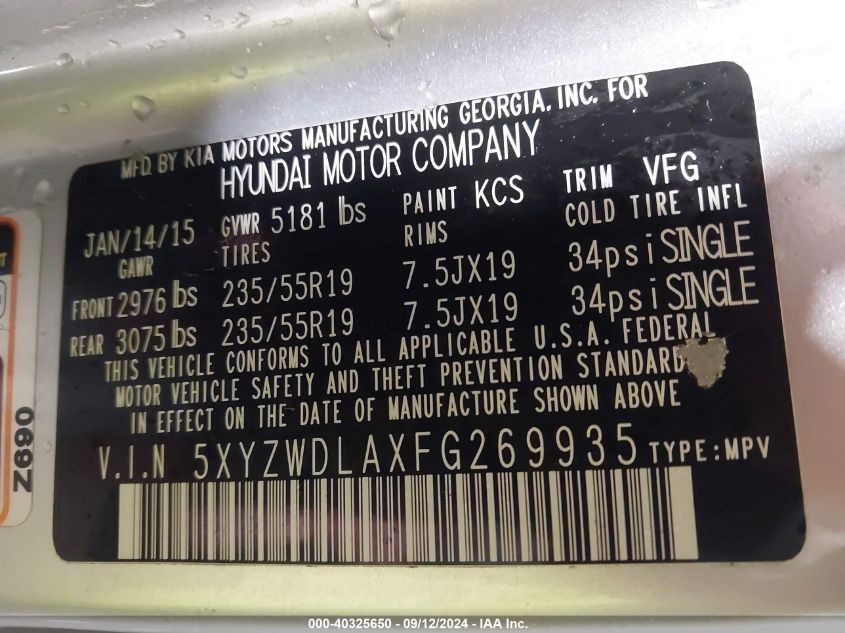 MFD. BY KIA MOTORS MANUFACTURING GEORGIA, INC. FOR
HYUNDAI MOTOR COMPANY
JAN/14/15 GVWR 5181 lbs PAINT KCS TRIM VFG
GAWR TIRES RIMS COLD TIRE INFL
FRONT 2976 lbs 235/55R19 7.5JX19 34psi SINGLE
REAR 3075 lbs 235/55R19 7.5JX19 34psi SINGLE
THIS VEHICLE CONFORMS TO ALL APPLICABLE U.S.A. FEDERAL
MOTOR VEHICLE SAFETY AND THEFT PREVENTION STANDARD
IN EFFECT ON THE DATE OF MANUFACTURE SHOWN ABOVE
V.I.N 5XYZWDLAXFG269935 TYPE:MPV
Z690
000-40325650 - 09/12/2024 - IAA Inc.